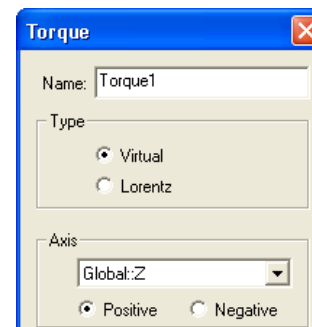 Torque
Name: Torque1
Type
Virtual
Lorentz
Axis
Global::Z
Positive Negative